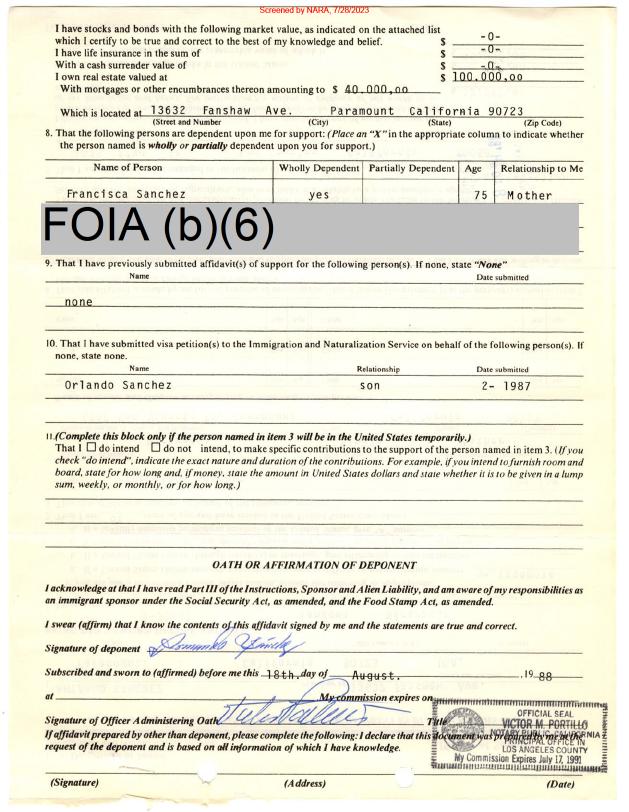 Screened by NARA, 7/28/2023
I have stocks and bonds with the following market value, as indicated on the attached list
which I certify to be true and correct to the best of my knowledge and belief. $ -0-
I have life insurance in the sum of $ -0-
With a cash surrender value of $ -0-
I own real estate valued at $ 100.000,00
With mortgages or other encumbrances thereon amounting to $ 40.000,00
Which is located at 13632 Fanshaw Ave. Paramount California 90723
(Street and Number) (City) (State) (Zip Code)
8. That the following persons are dependent upon me for support: (Place an "X" in the appropriate column to indicate whether
the person named is wholly or partially dependent upon you for support.)
Name of Person Wholly Dependent Partially Dependent Age Relationship to Me
Francisca Sanchez yes 75 Mother
FOIA (b)(6)
9. That I have previously submitted affidavit(s) of support for the following person(s). If none, state "None"
Name Date submitted
none
10. That I have submitted visa petition(s) to the Immigration and Naturalization Service on behalf of the following person(s). If
none, state none.
Name Relationship Date submitted
Orlando Sanchez son 2- 1987
11.(Complete this block only if the person named in item 3 will be in the United States temporarily.)
That I ☐ do intend ☐ do not intend, to make specific contributions to the support of the person named in item 3. (If you
check "do intend", indicate the exact nature and duration of the contributions. For example, if you intend to furnish room and
board, state for how long and, if money, state the amount in United States dollars and state whether it is to be given in a lump
sum, weekly, or monthly, or for how long.)
OATH OR AFFIRMATION OF DEPONENT
I acknowledge at that I have read Part III of the Instructions, Sponsor and Alien Liability, and am aware of my responsibilities as
an immigrant sponsor under the Social Security Act, as amended, and the Food Stamp Act, as amended.
I swear (affirm) that I know the contents of this affidavit signed by me and the statements are true and correct.
Signature of deponent
Subscribed and sworn to (affirmed) before me this 18th.day of August. ,19 88
at My commission expires on
Signature of Officer Administering Oath Title
OFFICIAL SEAL
VICTOR M. PORTILLO
NOTARY PUBLIC-CALIFORNIA
PRINCIPAL OFFICE IN
LOS ANGELES COUNTY
My Commission Expires July 17, 1991
If affidavit prepared by other than deponent, please complete the following: I declare that this document was prepared by me at the
request of the deponent and is based on all information of which I have knowledge.
(Signature) (Address) (Date)